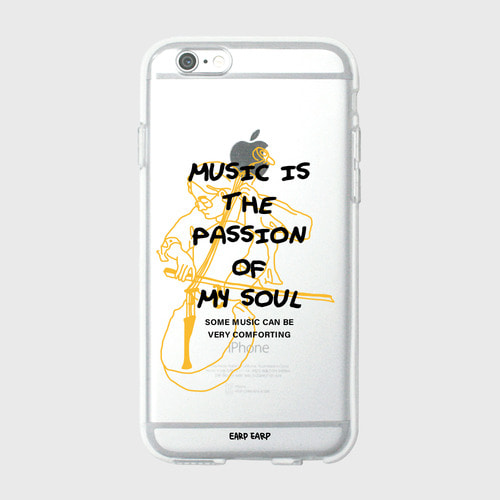 MUSIC IS
THE
PASSION
OF
MY SOUL
SOME MUSIC CAN BE
VERY COMFORTING
iPhone
EARP EARP